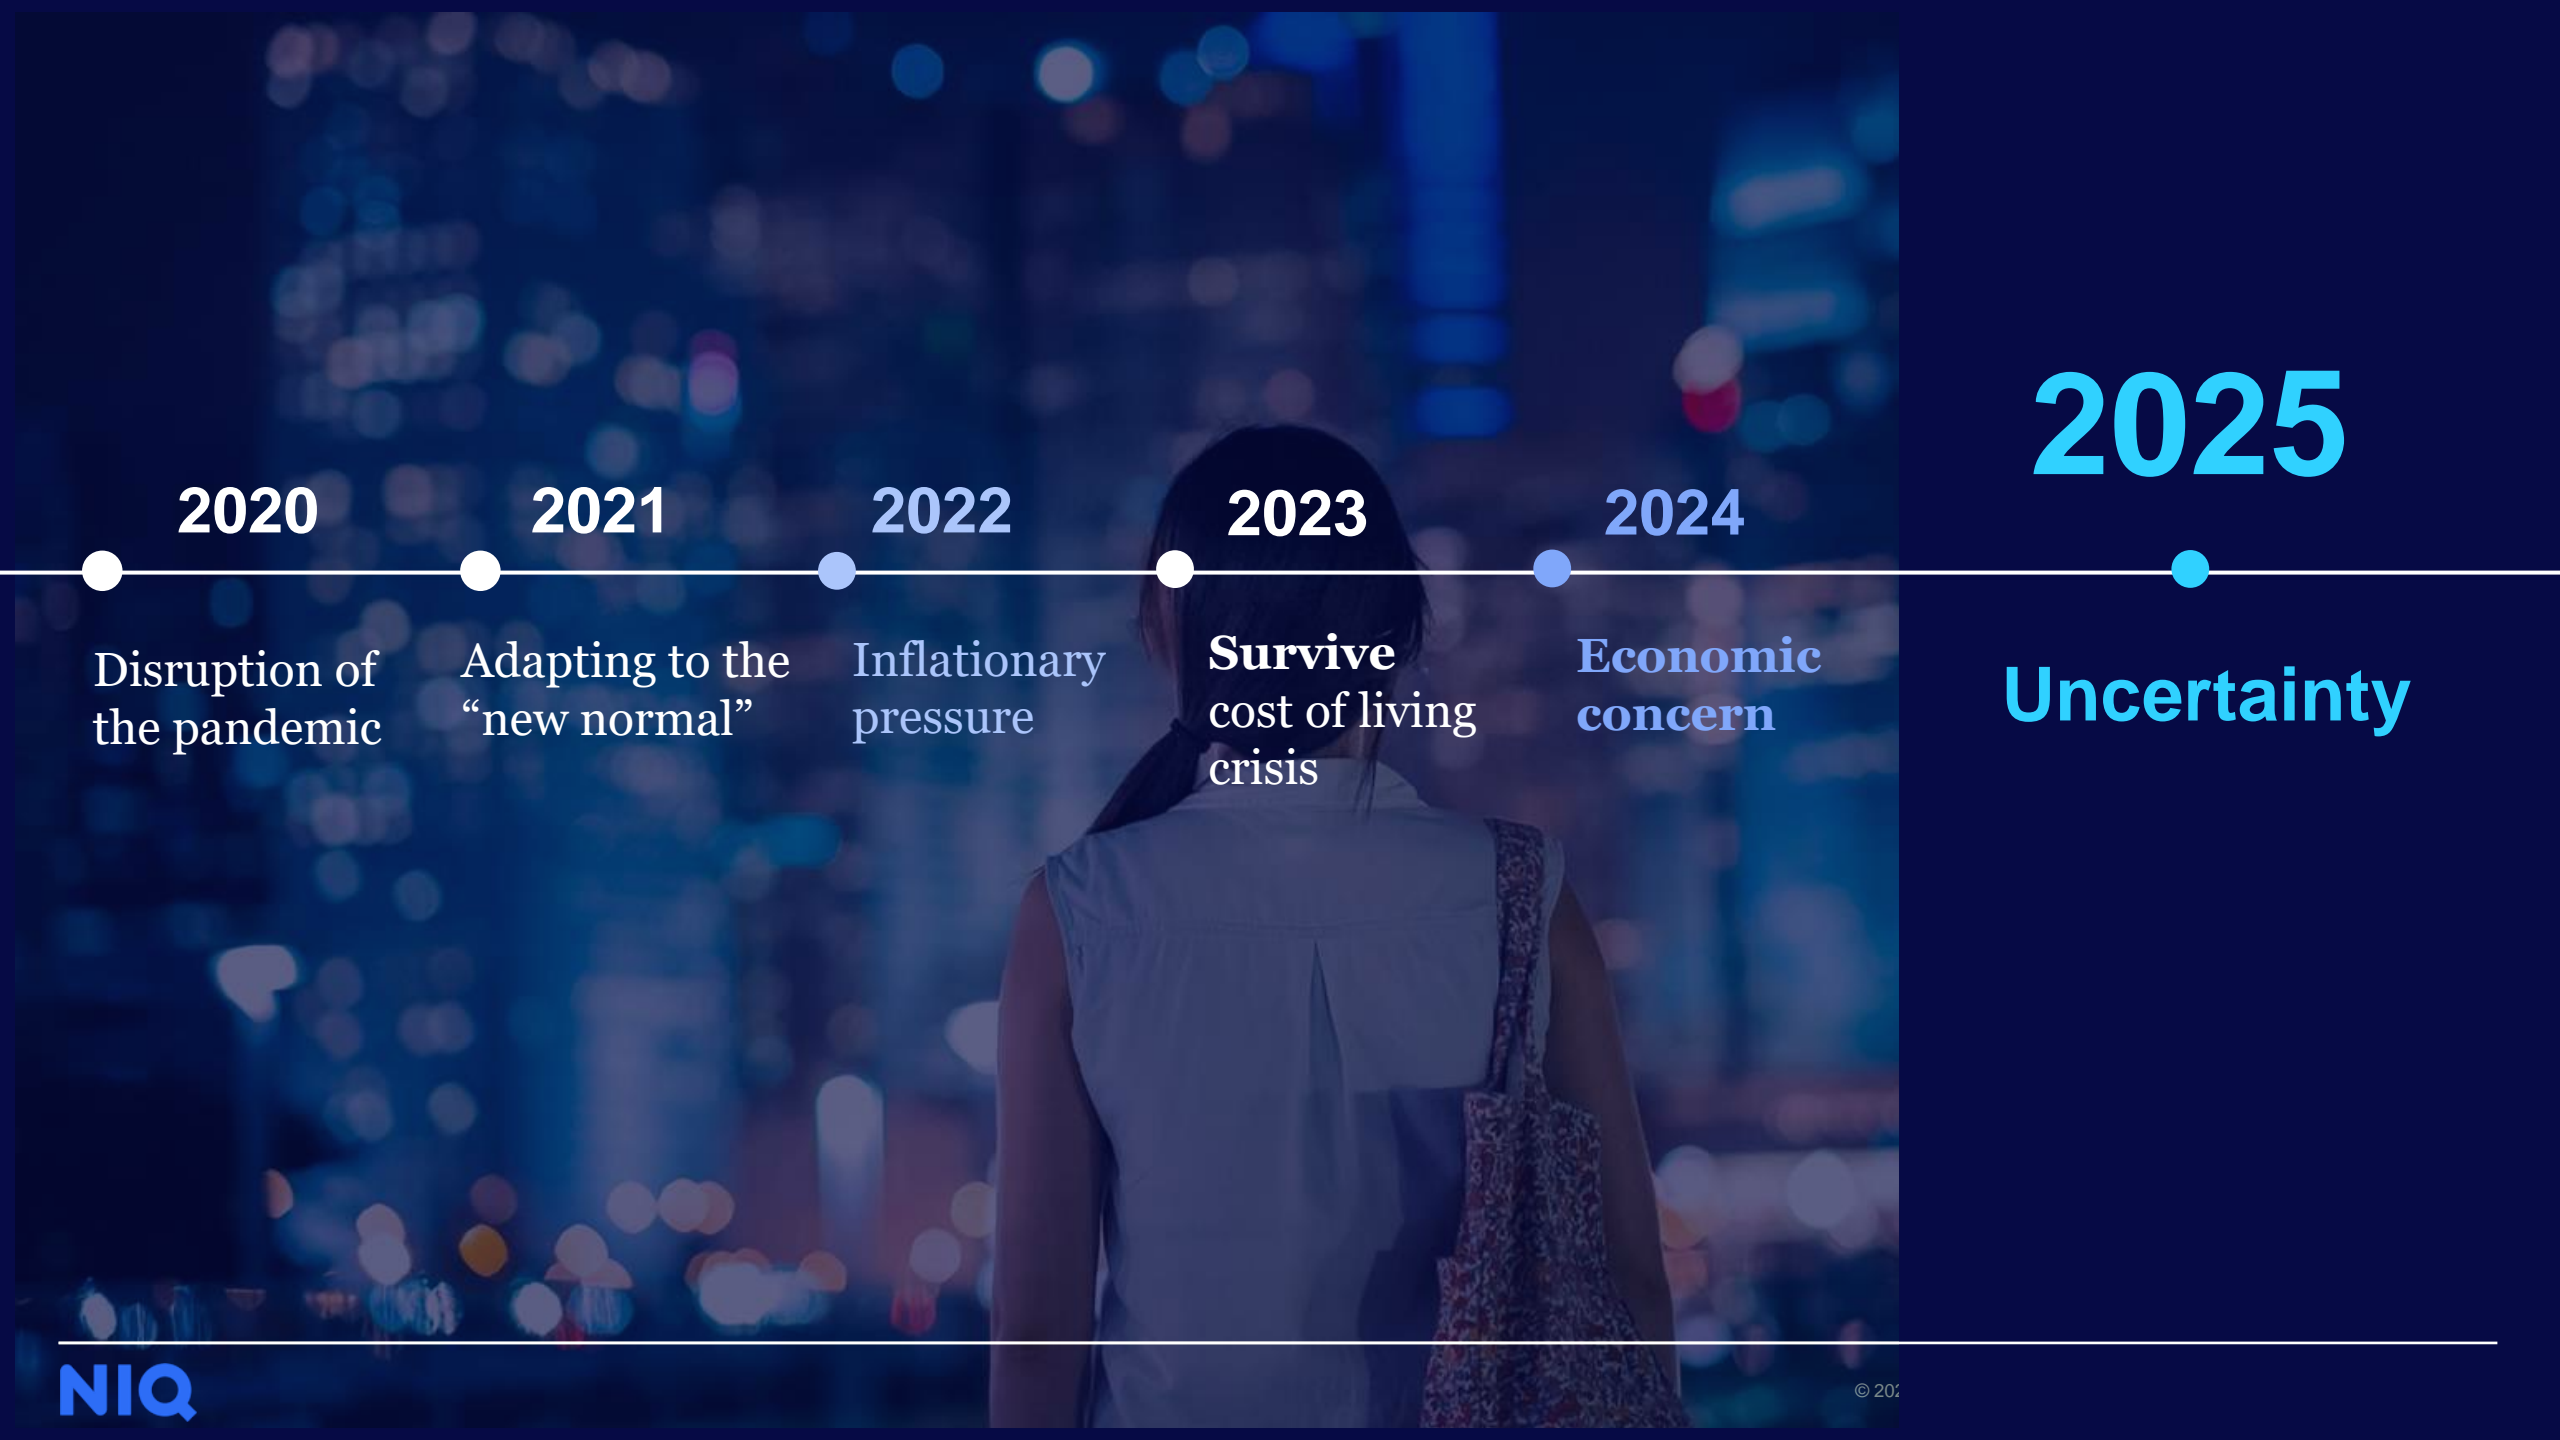 2020
Disruption of
the pandemic
2021
Adapting to the
“new normal”
2022
Inflationary
pressure
2023
Survive
cost of living
crisis
2024
Economic
concern
2025
Uncertainty
NIQ
©